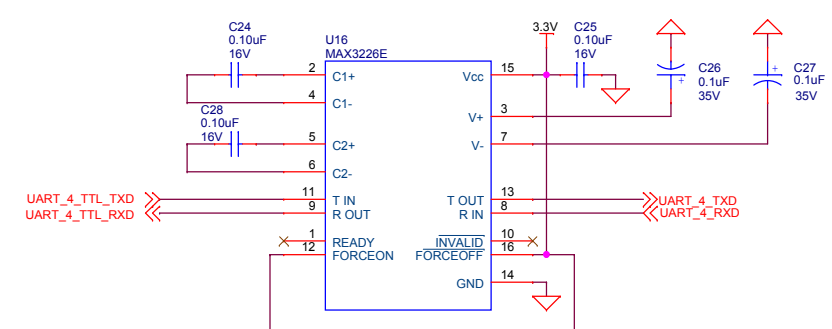 C24
0.10uF
16V
U16
MAX3226E
3.3V
C25
0.10uF
16V
C26
0.1uF
35V
C27
0.1uF
35V
2 C1+ Vcc 15
4 C1-
V+ 3
C28
0.10uF
16V
5 C2+ V- 7
6 C2-
UART_4_TTL_TXD 11 T IN T OUT 13 UART_4_TXD
UART_4_TTL_RXD 9 R OUT R IN 8 UART_4_RXD
1 READY INVALID 10
12 FORCEON FORCEOFF 16
GND 14
+
+